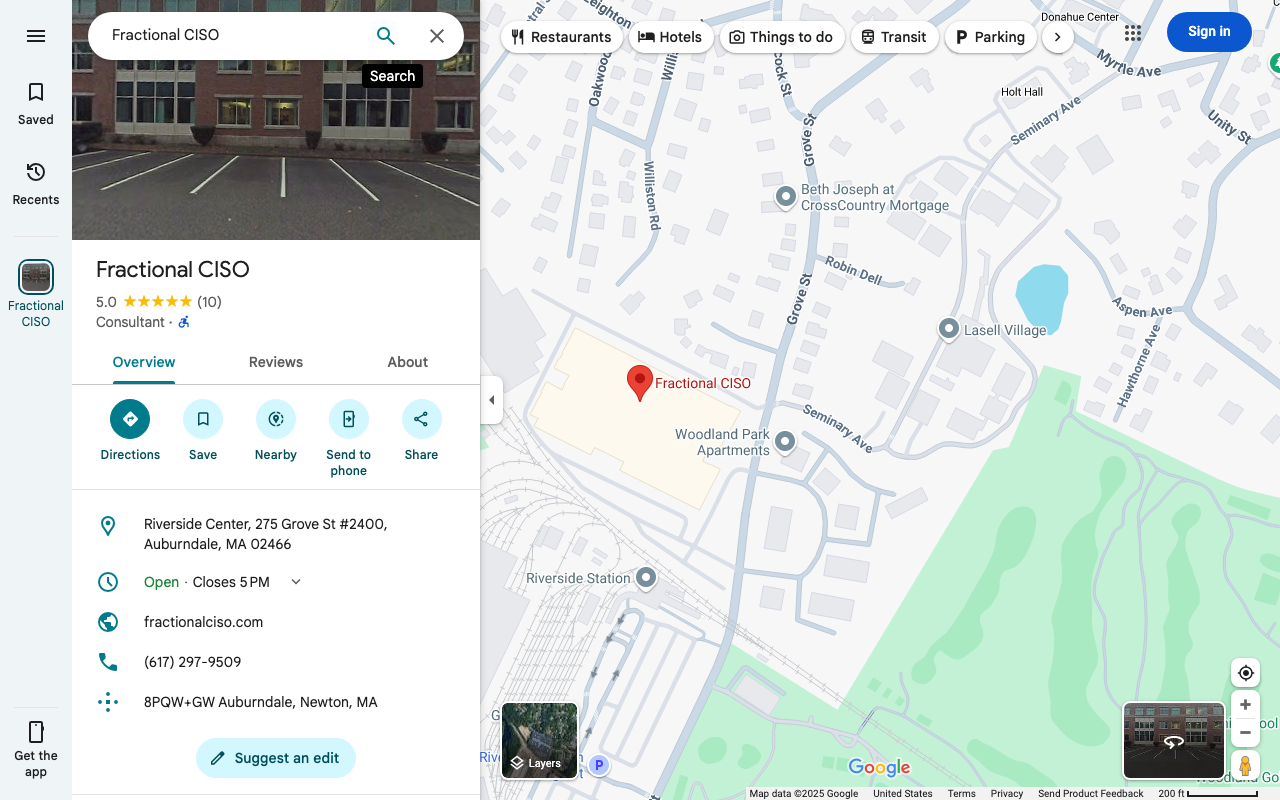 Fractional CISO
Search
Saved
Recents
Fractional
CISO
Get the
app
Fractional CISO
5.0 (10)
Consultant ·
Overview
Reviews
About
Directions
Save
Nearby
Send to
phone
Share
Riverside Center, 275 Grove St #2400,
Auburndale, MA 02466
Open · Closes 5 PM
fractionalciso.com
(617) 297-9509
8PQW+GW Auburndale, Newton, MA
Suggest an edit
Restaurants
Hotels
Things to do
Transit
Parking
Sign in
Donahue Center
Leighton
Oakwood
Williston Rd
Grove St
Myrtle Ave
Holt Hall
Seminary Ave
Unity St
Beth Joseph at
CrossCountry Mortgage
Robin Dell
Grove St
Lasell Village
Aspen Ave
Hawthorne Ave
Fractional CISO
Seminary Ave
Woodland Park
Apartments
Riverside Station
Layers
P
Google
Map data ©2025 Google
United States
Terms
Privacy
Send Product Feedback
200 ft